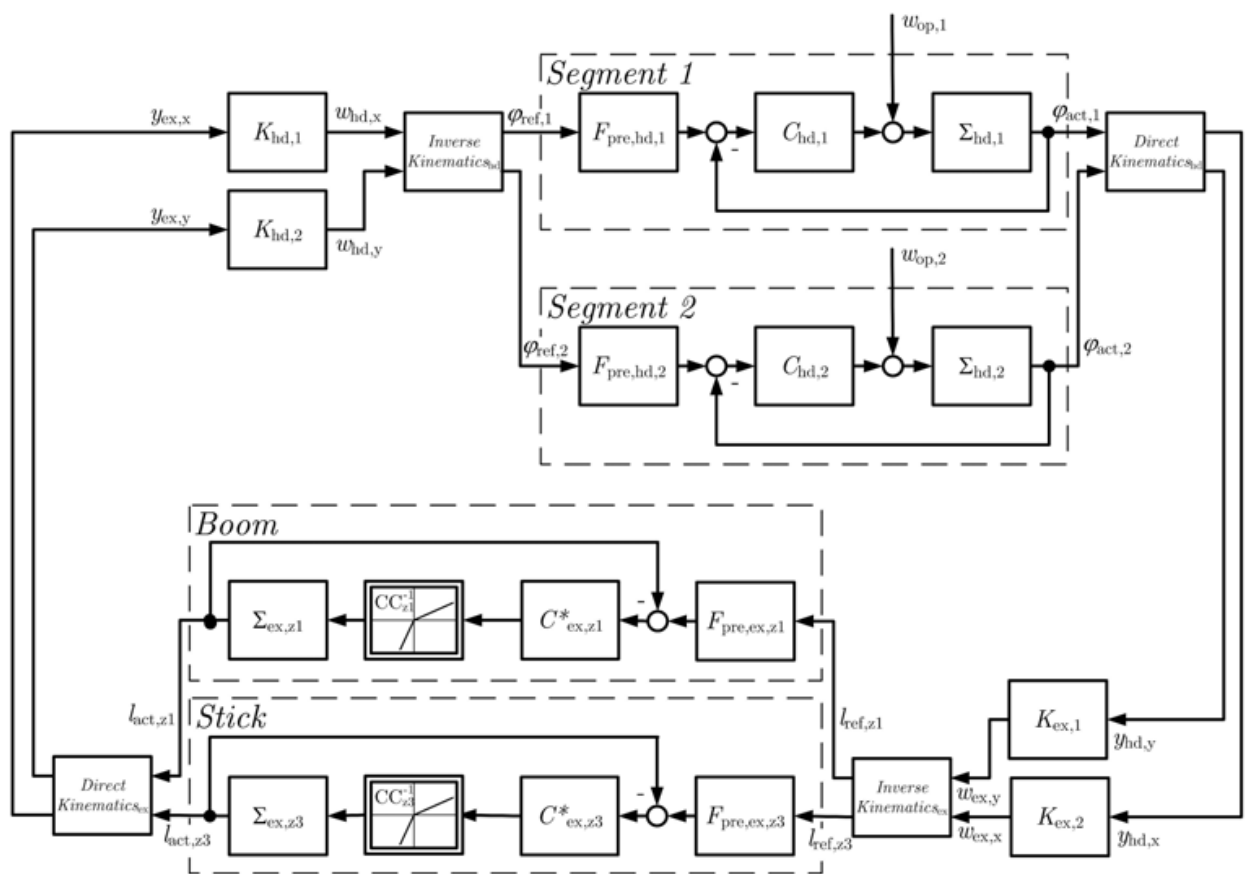 w_op,1
Segment 1
y_ex,x
K_hd,1
w_hd,x
φ_ref,1
F_pre,hd,1
-
C_hd,1
Σ_hd,1
φ_act,1
Inverse
Kinematics_hd
Direct
Kinematics_hd
y_ex,y
K_hd,2
w_hd,y
w_op,2
Segment 2
φ_ref,2
F_pre,hd,2
-
C_hd,2
Σ_hd,2
φ_act,2
Boom
Σ_ex,z1
CC_z1^-1
C*_ex,z1
-
F_pre,ex,z1
l_act,z1
l_ref,z1
Stick
K_ex,1
y_hd,y
Direct
Kinematics_ex
Σ_ex,z3
CC_z3^-1
C*_ex,z3
-
F_pre,ex,z3
Inverse
Kinematics_ex
w_ex,y
w_ex,x
K_ex,2
y_hd,x
l_act,z3
l_ref,z3